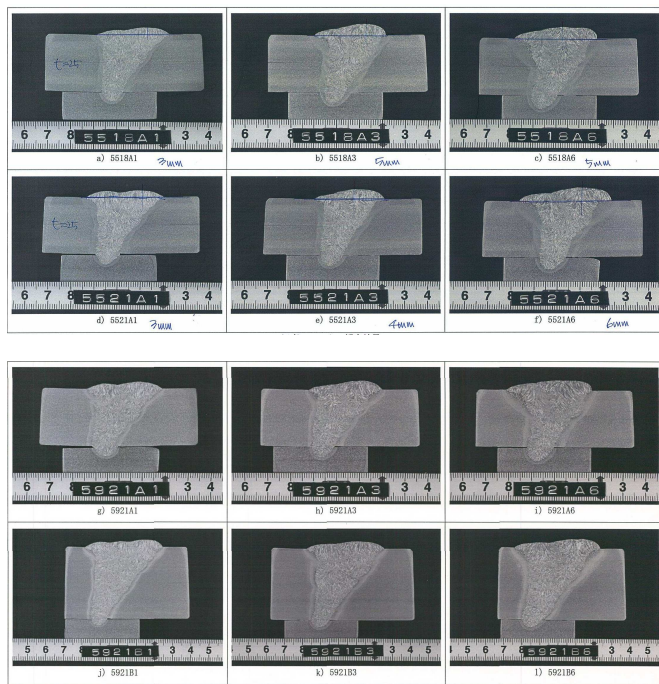 t=25
6 7 8 5518A1 3 4
6 7 8 5518A3 3 4
6 7 8 5518A6 3 4
a) 5518A1 3mm
b) 5518A3 5mm
c) 5518A6 5mm
t=25
6 7 8 5521A1 3 4
6 7 8 5521A3 3 4
6 7 8 5521A6 3 4
d) 5521A1 3mm
e) 5521A3 4mm
f) 5521A6 6mm
6 7 8 5921A1 3 4
6 7 8 5921A3 3 4
6 7 8 5921A6 3 4
g) 5921A1
h) 5921A3
i) 5921A6
5 6 7 8 5921B1 3 4 5
5 6 7 8 5921B3 3 4 5
5 6 7 8 5921B6 3 4 5
j) 5921B1
k) 5921B3
l) 5921B6